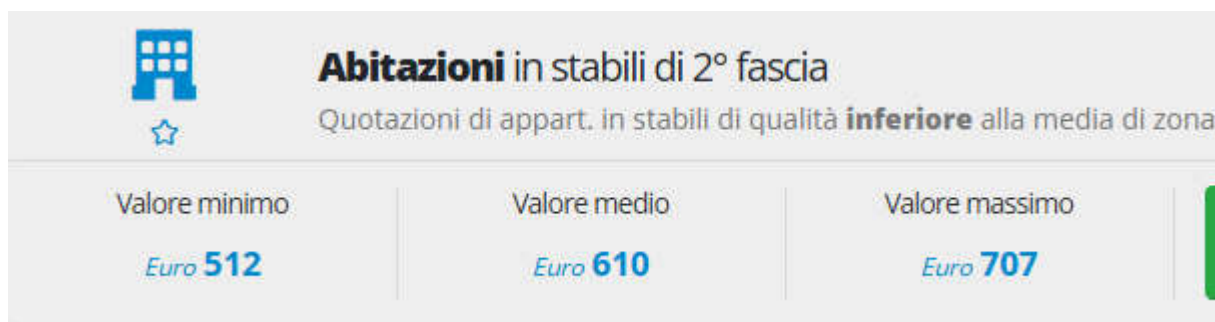 Abitazioni in stabili di 2° fascia
Quotazioni di appart. in stabili di qualità inferiore alla media di zona
Valore minimo Valore medio Valore massimo
Euro 512 Euro 610 Euro 707